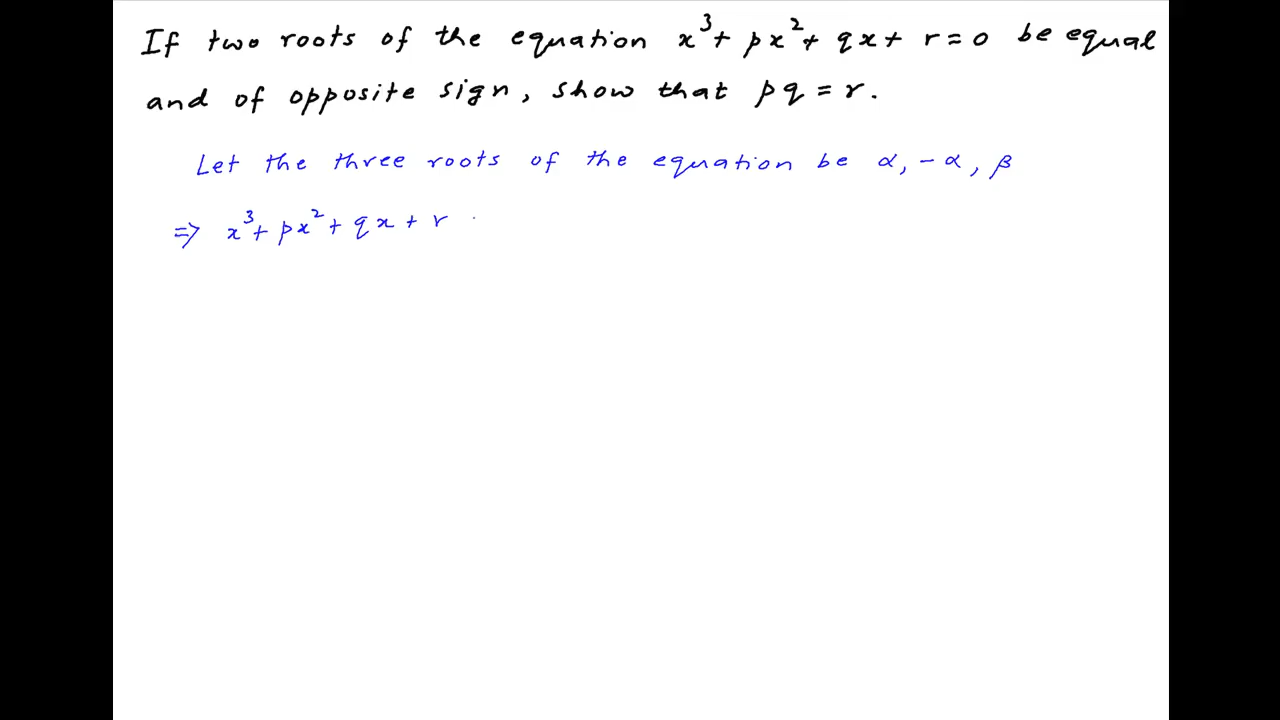 If two roots of the equation x³ + px² + qx + r = 0 be equal
and of opposite sign, show that pq = r.
Let the three roots of the equation be α, -α, β
⇒ x³ + px² + qx + r